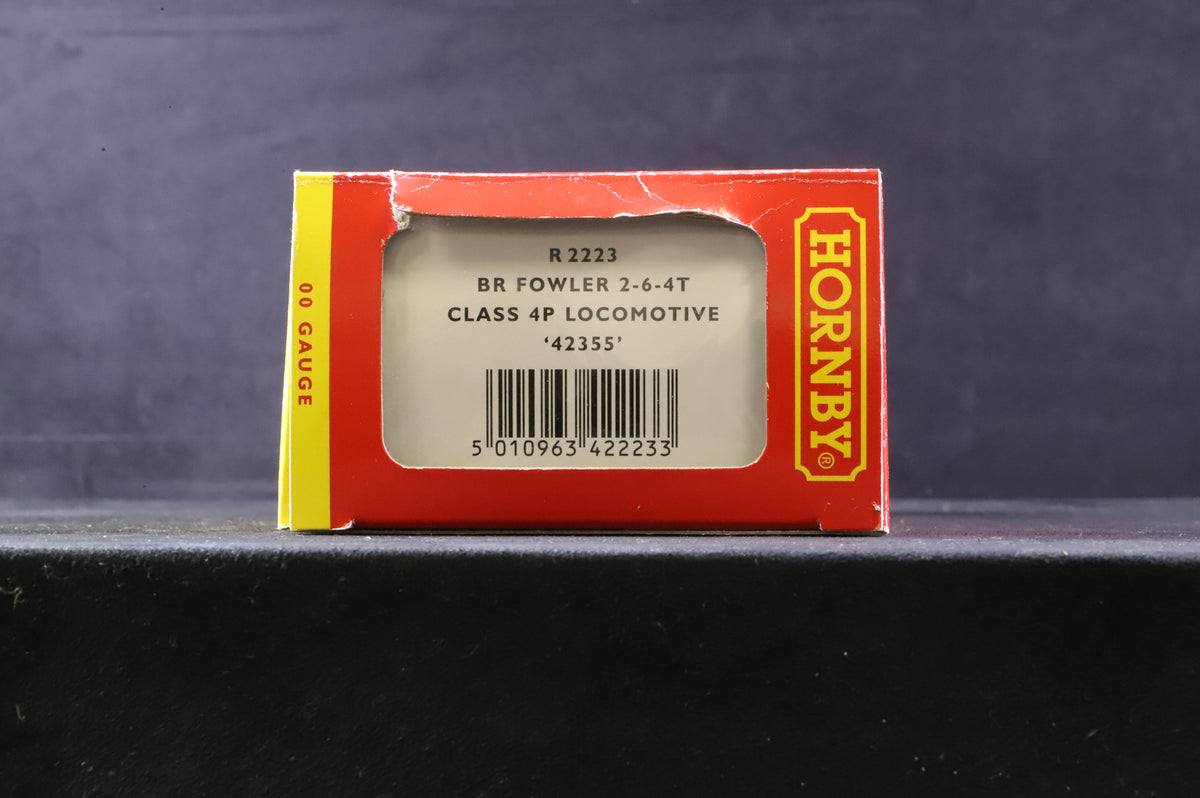 00 GAUGE
R2223
BR FOWLER 2-6-4T
CLASS 4P LOCOMOTIVE
‘42355’
5 010963 422233
HORNBY®